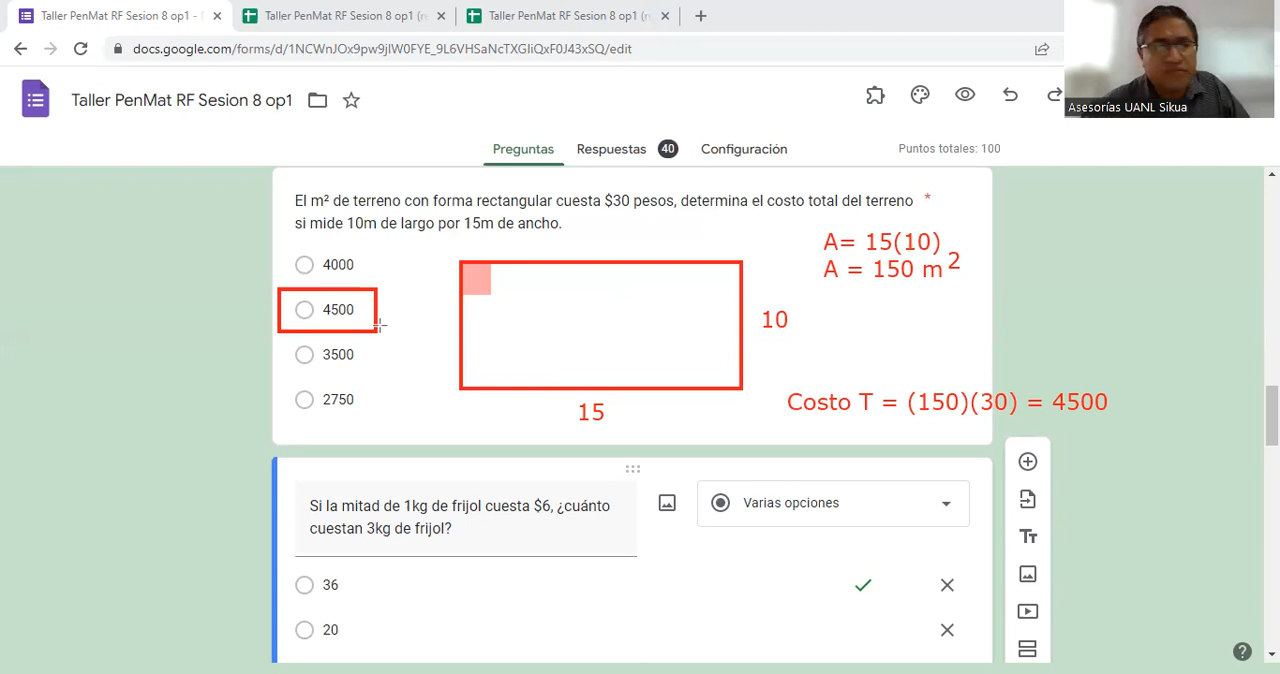 Taller PenMat RF Sesion 8 op1 -
Taller PenMat RF Sesion 8 op1 (r
Taller PenMat RF Sesion 8 op1 (r
docs.google.com/forms/d/1NCWnJOx9pw9jIW0FYE_9L6VHSaNcTXGIiQxF0J43xSQ/edit
Asesorías UANL Sikua
Taller PenMat RF Sesion 8 op1
Preguntas
Respuestas 40
Configuración
Puntos totales: 100
El m² de terreno con forma rectangular cuesta $30 pesos, determina el costo total del terreno *
si mide 10m de largo por 15m de ancho.
A= 15(10)
A = 150 m 2
4000
4500
3500
2750
10
15
Costo T = (150)(30) = 4500
Si la mitad de 1kg de frijol cuesta $6, ¿cuánto
cuestan 3kg de frijol?
Varias opciones
36
20
Tт